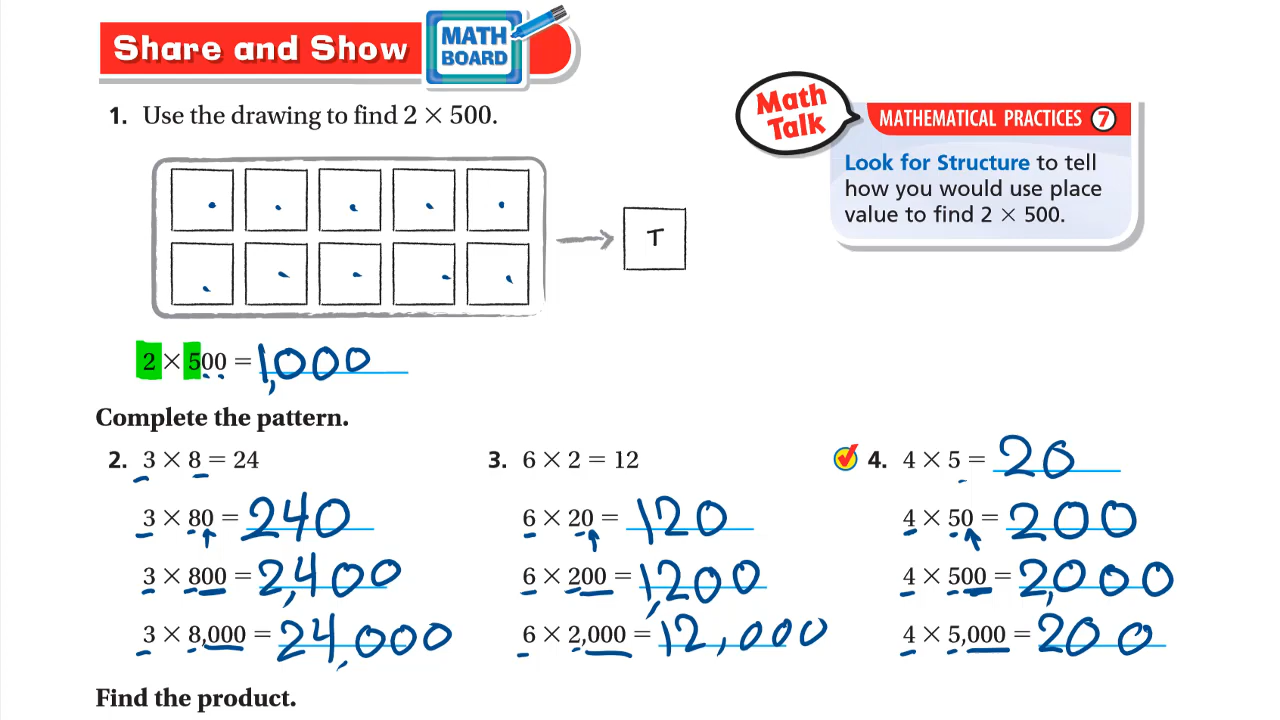 Share and Show
MATH
BOARD
1. Use the drawing to find 2 × 500.
T
2 × 500 = 1,000
Math
Talk
MATHEMATICAL PRACTICES 7
Look for Structure to tell
how you would use place
value to find 2 × 500.
Complete the pattern.
2. 3 × 8 = 24
3 × 80 = 240
3 × 800 = 2,400
3 × 8,000 = 24,000
3. 6 × 2 = 12
6 × 20 = 120
6 × 200 = 1,200
6 × 2,000 = 12,000
4. 4 × 5 = 20
4 × 50 = 200
4 × 500 = 2,000
4 × 5,000 = 200
Find the product.